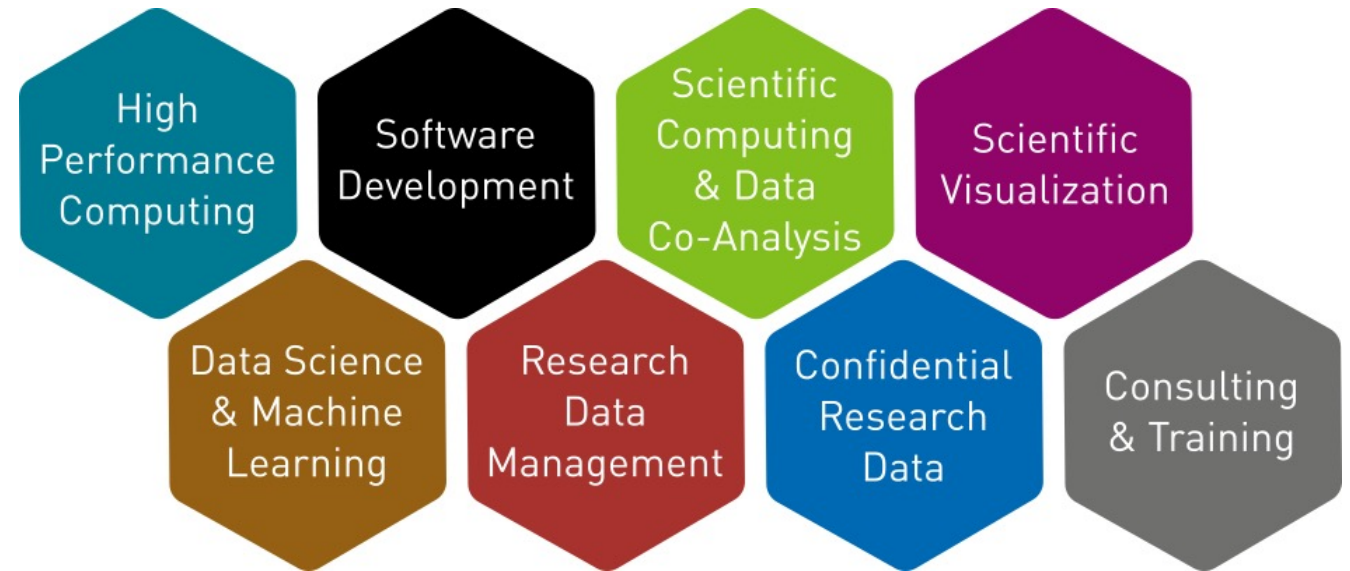 High
Performance
Computing
Software
Development
Scientific
Computing
& Data
Co-Analysis
Scientific
Visualization
Data Science
& Machine
Learning
Research
Data
Management
Confidential
Research
Data
Consulting
& Training